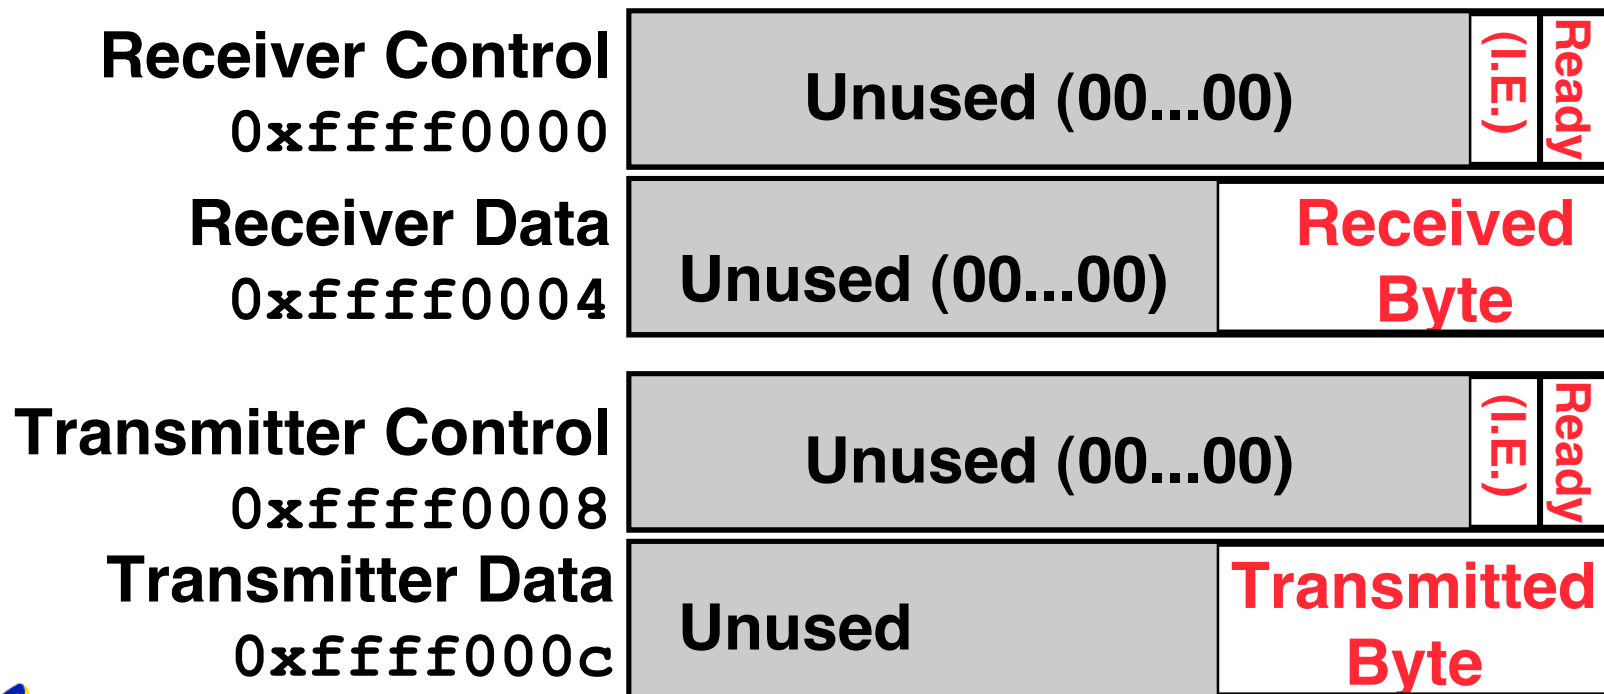 Receiver Control
0xffff0000
Unused (00...00)
(I.E.)
Ready
Receiver Data
0xffff0004
Unused (00...00)
Received
Byte
Transmitter Control
0xffff0008
Unused (00...00)
(I.E.)
Ready
Transmitter Data
0xffff000c
Unused
Transmitted
Byte